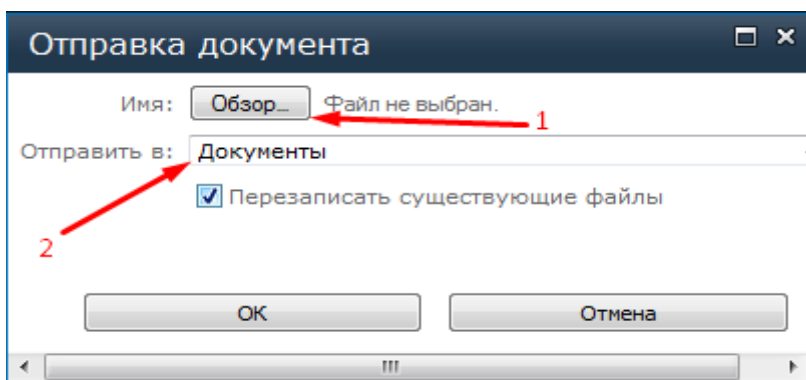 Отправка документа
Имя: Обзор... Файл не выбран.
1
Отправить в: Документы
Перезаписать существующие файлы
2
ОК Отмена